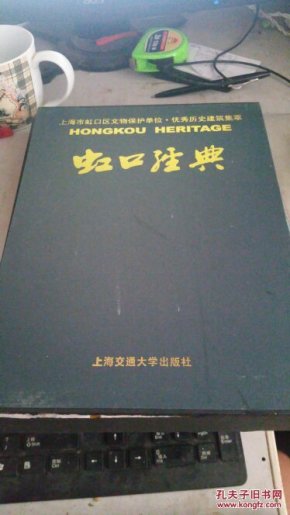 上海市虹口区文物保护单位·优秀历史建筑集萃
HONGKOU HERITAGE
虹口经典
上海交通大学出版社
孔夫子旧书网
www.kongfz.com